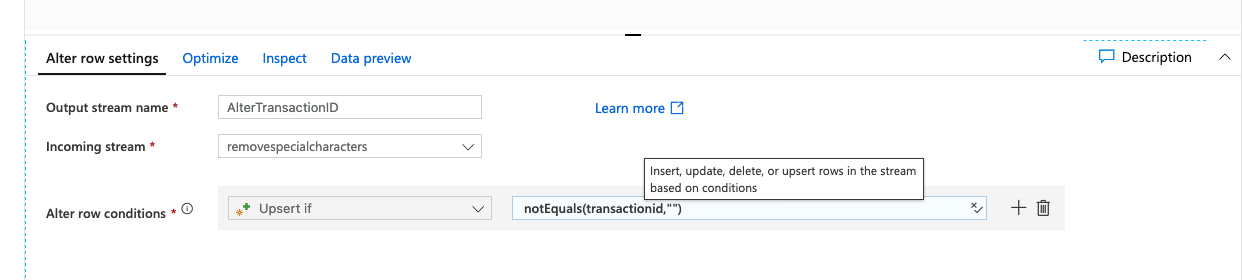 Alter row settings Optimize Inspect Data preview Description
Output stream name * AlterTransactionID Learn more
Incoming stream * removespecialcharacters
Insert, update, delete, or upsert rows in the stream
based on conditions
Alter row conditions * Upsert if notEquals(transactionid,"")